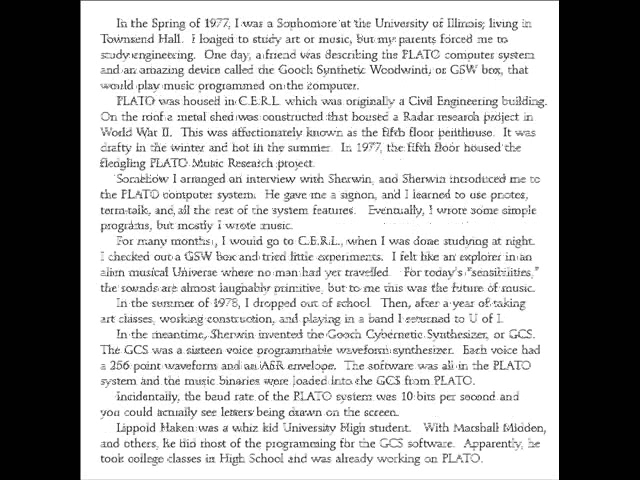 In the Spring of 1977, I was a Sophomore at the University of Illinois; living in
Townsend Hall. I longed to study art or music, but my parents forced me to
study engineering. One day, a friend was describing the PLATO computer system
and an amazing device called the Gooch Synthetic Woodwind, or GSW box, that
would play music programmed on the computer.
PLATO was housed in C.E.R.L. which was originally a Civil Engineering building.
On the roof a metal shed was constructed that housed a Radar research project in
World War II. This was affectionately known as the fifth floor penthouse. It was
drafty in the winter and hot in the summer. In 1977, the fifth floor housed the
fledgling PLATO Music Research project.
Somehow I arranged an interview with Sherwin, and Sherwin introduced me to
the PLATO computer system. He gave me a signon, and I learned to use pnotes,
term-talk, and all the rest of the system features. Eventually, I wrote some simple
programs, but mostly I wrote music.
For many months, I would go to C.E.R.L., when I was done studying at night.
I checked out a GSW box and tried little experiments. I felt like an explorer in an
alien musical Universe where no man had yet travelled. For today's "sensibilities,"
the sounds are almost laughably primitive, but to me this was the future of music.
In the summer of 1978, I dropped out of school. Then, after a year of taking
art classes, working construction, and playing in a band I returned to U of I.
In the meantime, Sherwin invented the Gooch Cybernetic Synthesizer, or GCS.
The GCS was a sixteen voice programmable waveform synthesizer. Each voice had
a 256 point waveform and an ASR envelope. The software was all in the PLATO
system and the music binaries were loaded into the GCS from PLATO.
Incidentally, the baud rate of the PLATO system was 10 bits per second and
you could actually see letters being drawn on the screen.
Lippold Haken was a whiz kid University High student. With Marshall Midden,
and others, he did most of the programming for the GCS software. Apparently, he
took college classes in High School and was already working on PLATO.